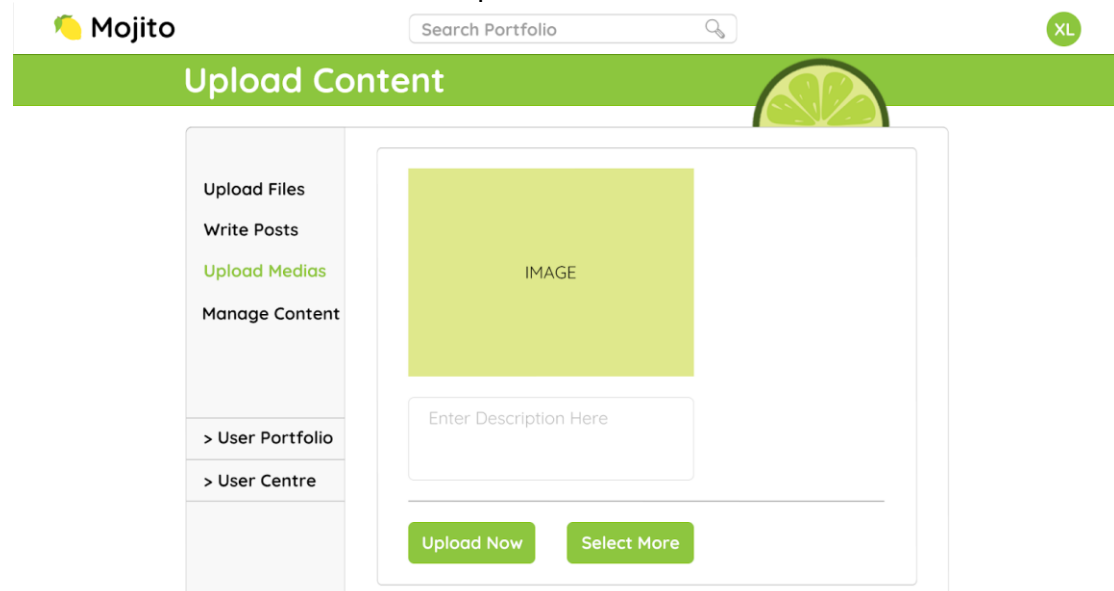 Mojito
Search Portfolio
XL
Upload Content
Upload Files
Write Posts
Upload Medias
Manage Content
> User Portfolio
> User Centre
IMAGE
Enter Description Here
Upload Now
Select More